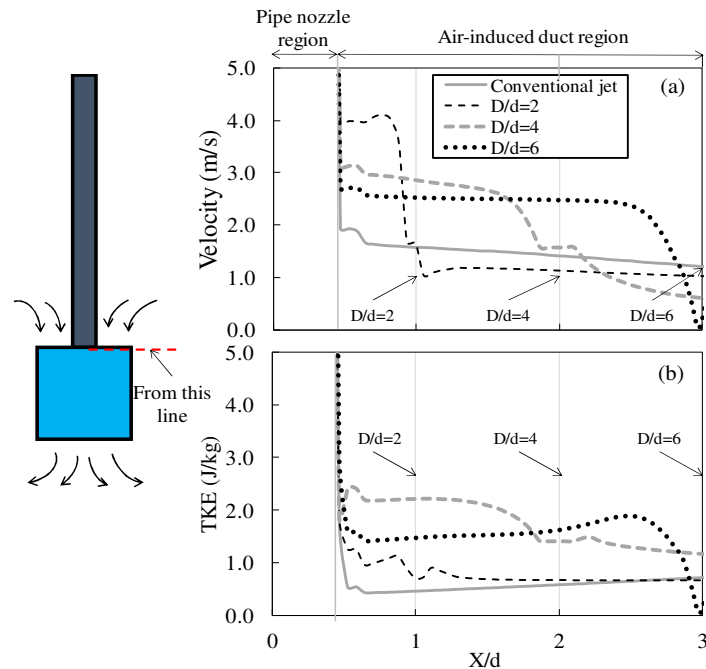 Pipe nozzle
region
Air-induced duct region
5.0
4.0
3.0
2.0
1.0
0.0
Velocity (m/s)
Conventional jet
D/d=2
D/d=4
D/d=6
(a)
D/d=2
D/d=4
D/d=6
From this
line
5.0
4.0
3.0
2.0
1.0
0.0
TKE (J/kg)
(b)
D/d=2
D/d=4
D/d=6
0
1
2
3
X/d